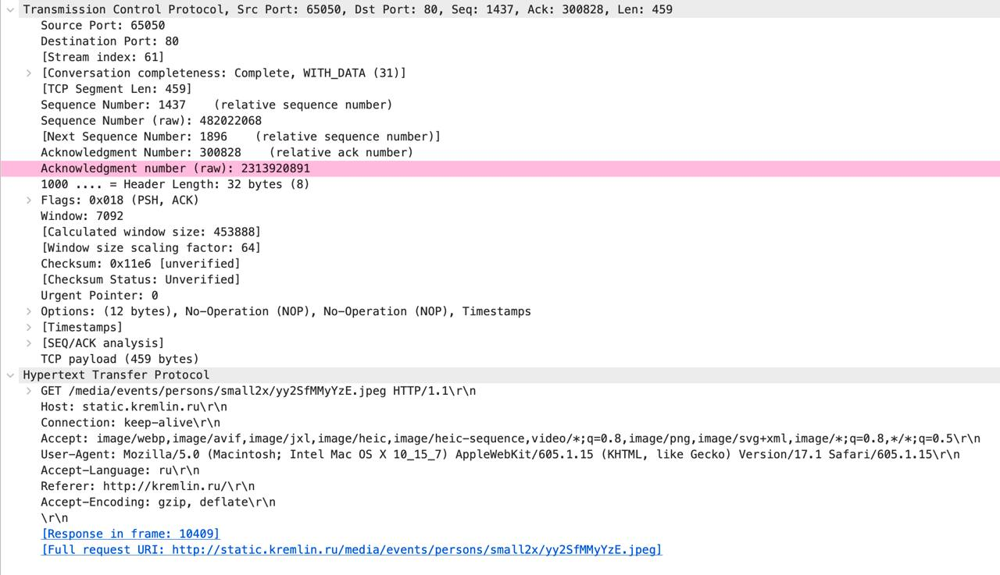 Transmission Control Protocol, Src Port: 65050, Dst Port: 80, Seq: 1437, Ack: 300828, Len: 459
Source Port: 65050
Destination Port: 80
[Stream index: 61]
[Conversation completeness: Complete, WITH_DATA (31)]
[TCP Segment Len: 459]
Sequence Number: 1437    (relative sequence number)
Sequence Number (raw): 482022068
[Next Sequence Number: 1896    (relative sequence number)]
Acknowledgment Number: 300828    (relative ack number)
Acknowledgment number (raw): 2313920891
1000 .... = Header Length: 32 bytes (8)
Flags: 0x018 (PSH, ACK)
Window: 7092
[Calculated window size: 453888]
[Window size scaling factor: 64]
Checksum: 0x11e6 [unverified]
[Checksum Status: Unverified]
Urgent Pointer: 0
Options: (12 bytes), No-Operation (NOP), No-Operation (NOP), Timestamps
[Timestamps]
[SEQ/ACK analysis]
TCP payload (459 bytes)
Hypertext Transfer Protocol
GET /media/events/persons/small2x/yy2SfMMyYzE.jpeg HTTP/1.1\r\n
Host: static.kremlin.ru\r\n
Connection: keep-alive\r\n
Accept: image/webp,image/avif,image/jxl,image/heic,image/heic-sequence,video/*;q=0.8,image/png,image/svg+xml,image/*;q=0.8,*/*;q=0.5\r\n
User-Agent: Mozilla/5.0 (Macintosh; Intel Mac OS X 10_15_7) AppleWebKit/605.1.15 (KHTML, like Gecko) Version/17.1 Safari/605.1.15\r\n
Accept-Language: ru\r\n
Referer: http://kremlin.ru/\r\n
Accept-Encoding: gzip, deflate\r\n
\r\n
[Response in frame: 10409]
[Full request URI: http://static.kremlin.ru/media/events/persons/small2x/yy2SfMMyYzE.jpeg]